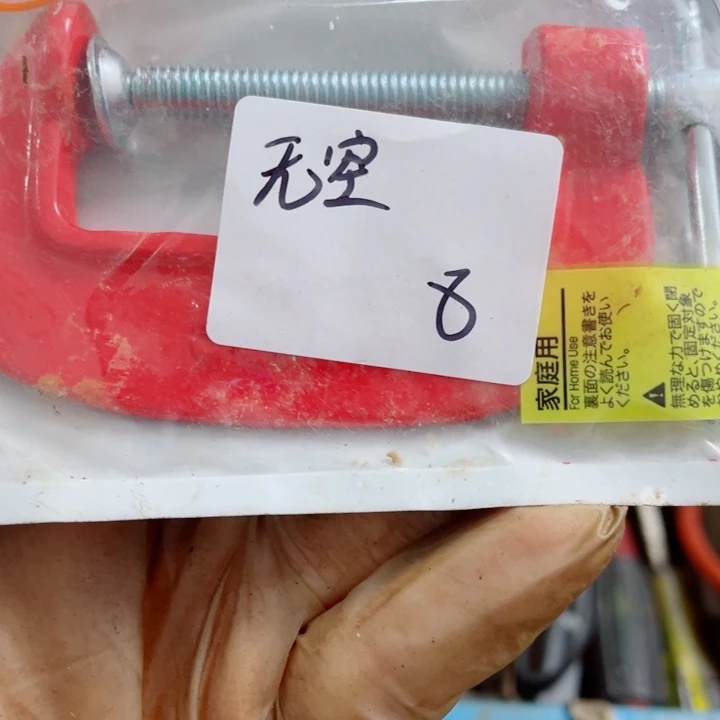 无空
8
家庭用
For Home Use
裏面の注意書きを
よく読んでお使い
ください。
無理な力で固く閉
めると、固定対象
を傷つけますので